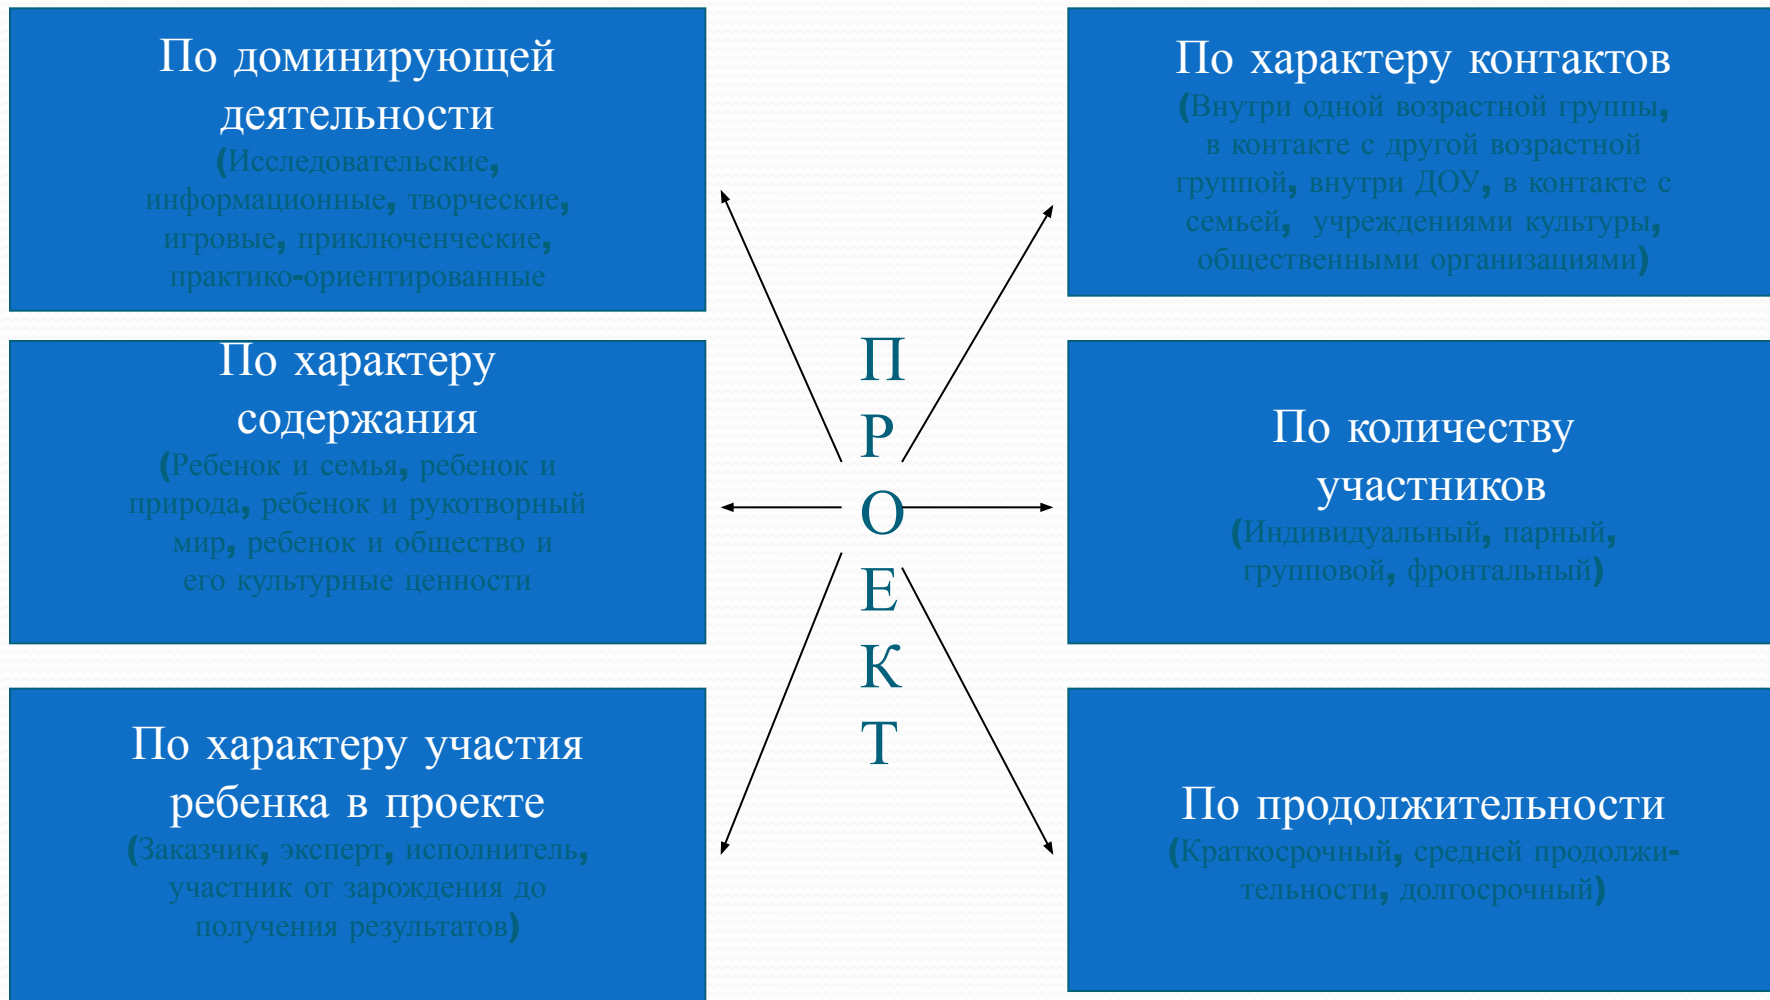 По доминирующей
деятельности
(Исследовательские,
информационные, творческие,
игровые, приключенческие,
практико-ориентированные
По характеру
содержания
(Ребенок и семья, ребенок и
природа, ребенок и рукотворный
мир, ребенок и общество и
его культурные ценности
По характеру участия
ребенка в проекте
(Заказчик, эксперт, исполнитель,
участник от зарождения до
получения результатов)
П
Р
О
Е
К
Т
По характеру контактов
(Внутри одной возрастной группы,
в контакте с другой возрастной
группой, внутри ДОУ, в контакте с
семьей, учреждениями культуры,
общественными организациями)
По количеству
участников
(Индивидуальный, парный,
групповой, фронтальный)
По продолжительности
(Краткосрочный, средней продолжи-
тельности, долгосрочный)